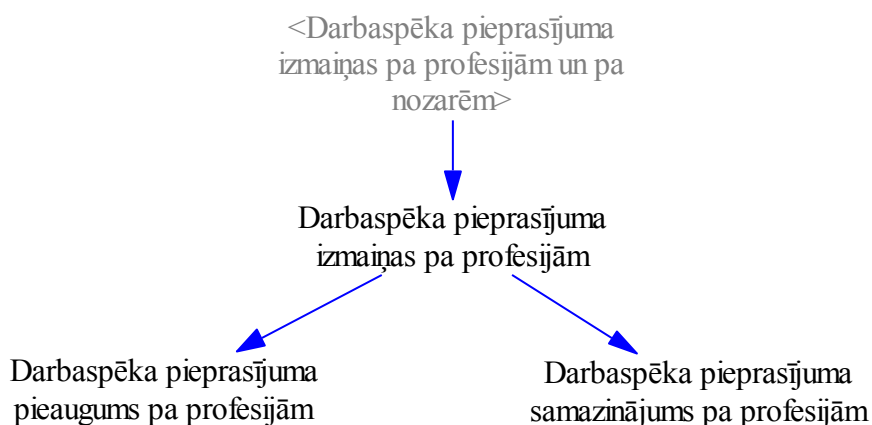 <Darbaspēka pieprasījuma
izmaiņas pa profesijām un pa
nozarēm>
Darbaspēka pieprasījuma
izmaiņas pa profesijām
Darbaspēka pieprasījuma
pieaugums pa profesijām
Darbaspēka pieprasījuma
samazinājums pa profesijām